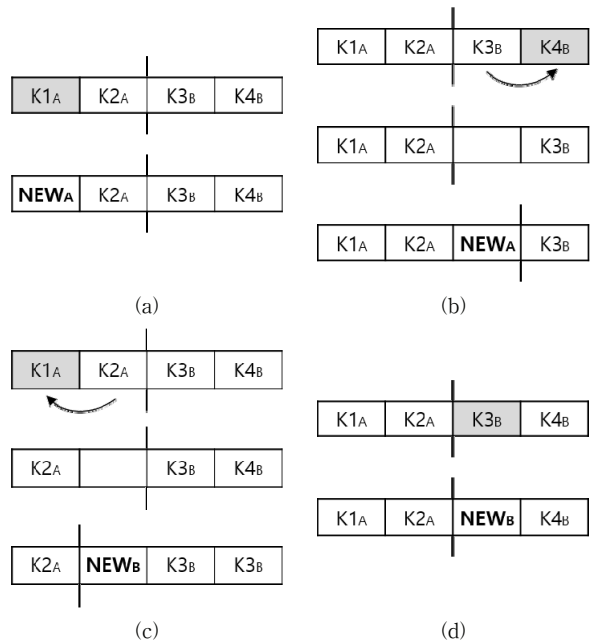 K1A K2A K3B K4B
NEWA K2A K3B K4B
(a)
K1A K2A K3B K4B
K1A K2A K3B
K1A K2A NEWA K3B
(b)
K1A K2A K3B K4B
K2A K3B K4B
K2A NEWB K3B K3B
(c)
K1A K2A K3B K4B
K1A K2A NEWB K4B
(d)